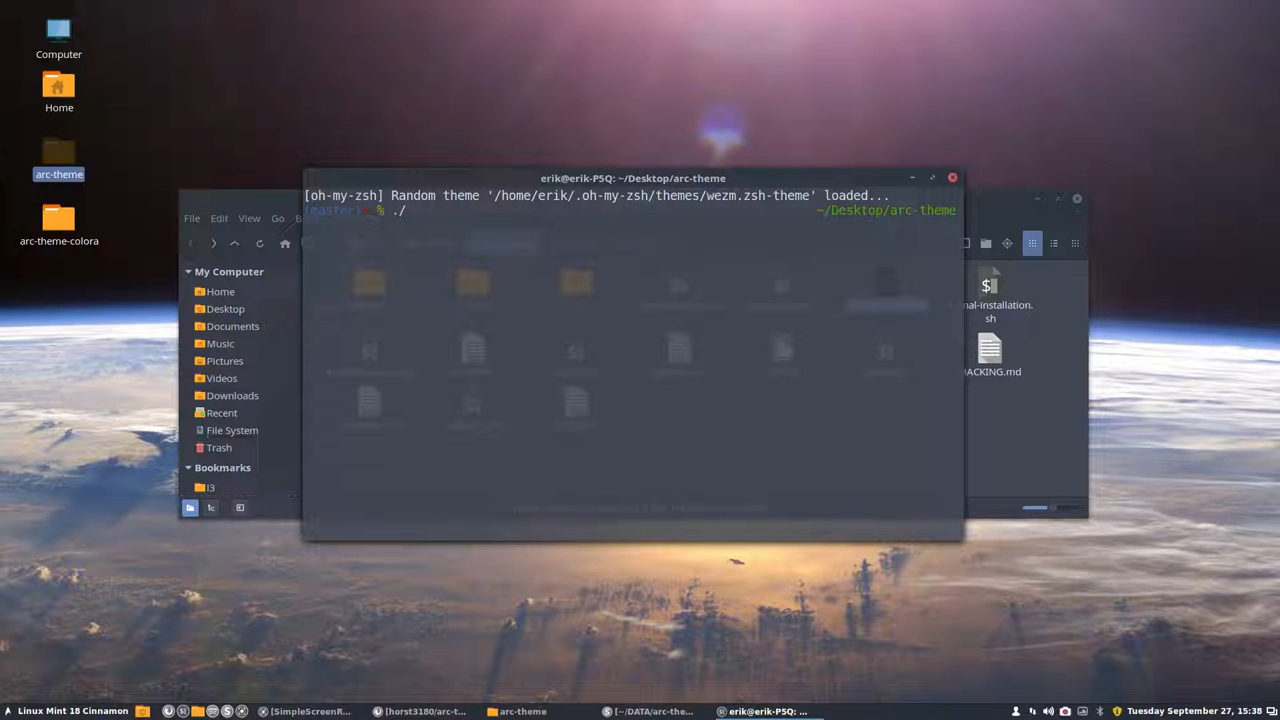 Computer
Home
arc-theme
arc-theme-colora
erik@erik-P5Q: ~/Desktop/arc-theme
[oh-my-zsh] Random theme '/home/erik/.oh-my-zsh/themes/wezm.zsh-theme' loaded...
(master) % ./ ~/Desktop/arc-theme
File Edit View Go B
My Computer
Home
Desktop
Documents
Music
Pictures
Videos
Downloads
Recent
File System
Trash
Bookmarks
I3
nal-installation.
sh
HACKING.md
Linux Mint 18 Cinnamon
[SimpleScreenR...
[horst3180/arc-t...
arc-theme
[~/DATA/arc-the...
erik@erik-P5Q: ...
Tuesday September 27, 15:38